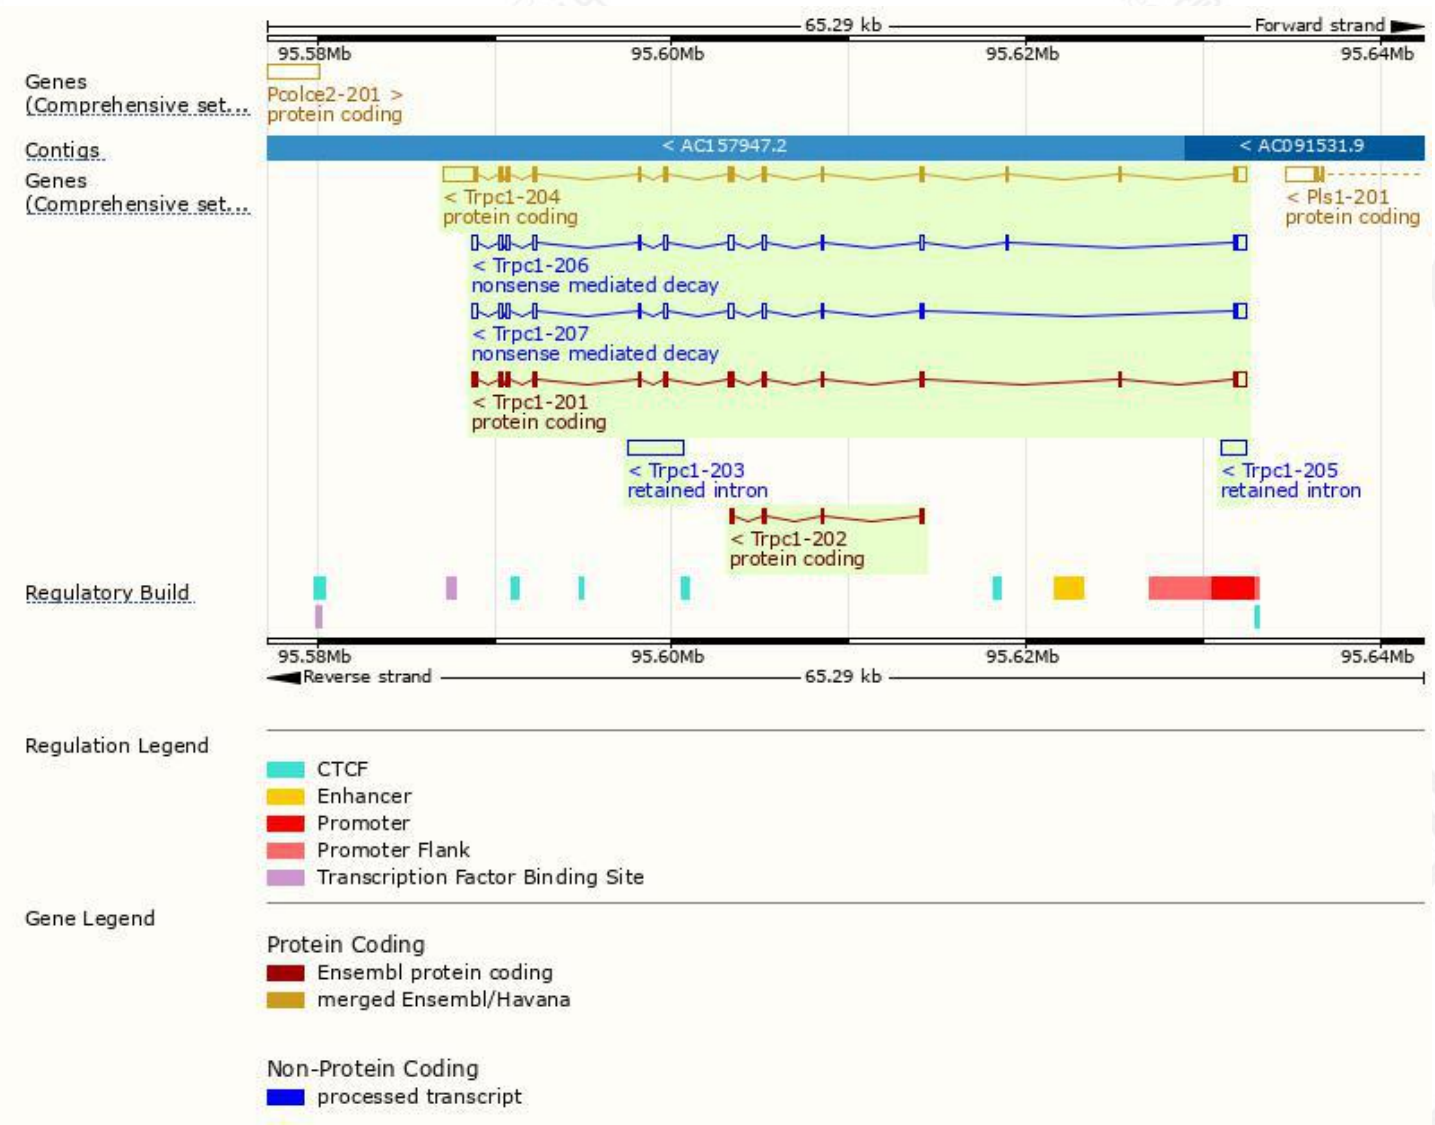 65.29 kb
Forward strand
95.58Mb 95.60Mb 95.62Mb 95.64Mb
Genes
(Comprehensive set...
Pcolce2-201 >
protein coding
Contigs
< AC157947.2
< AC091531.9
Genes
(Comprehensive set...
< Trpc1-204
protein coding
< Pls1-201
protein coding
< Trpc1-206
nonsense mediated decay
< Trpc1-207
nonsense mediated decay
< Trpc1-201
protein coding
< Trpc1-203
retained intron
< Trpc1-205
retained intron
< Trpc1-202
protein coding
Regulatory Build
95.58Mb 95.60Mb 95.62Mb 95.64Mb
Reverse strand
65.29 kb
Regulation Legend
CTCF
Enhancer
Promoter
Promoter Flank
Transcription Factor Binding Site
Gene Legend
Protein Coding
Ensembl protein coding
merged Ensembl/Havana
Non-Protein Coding
processed transcript